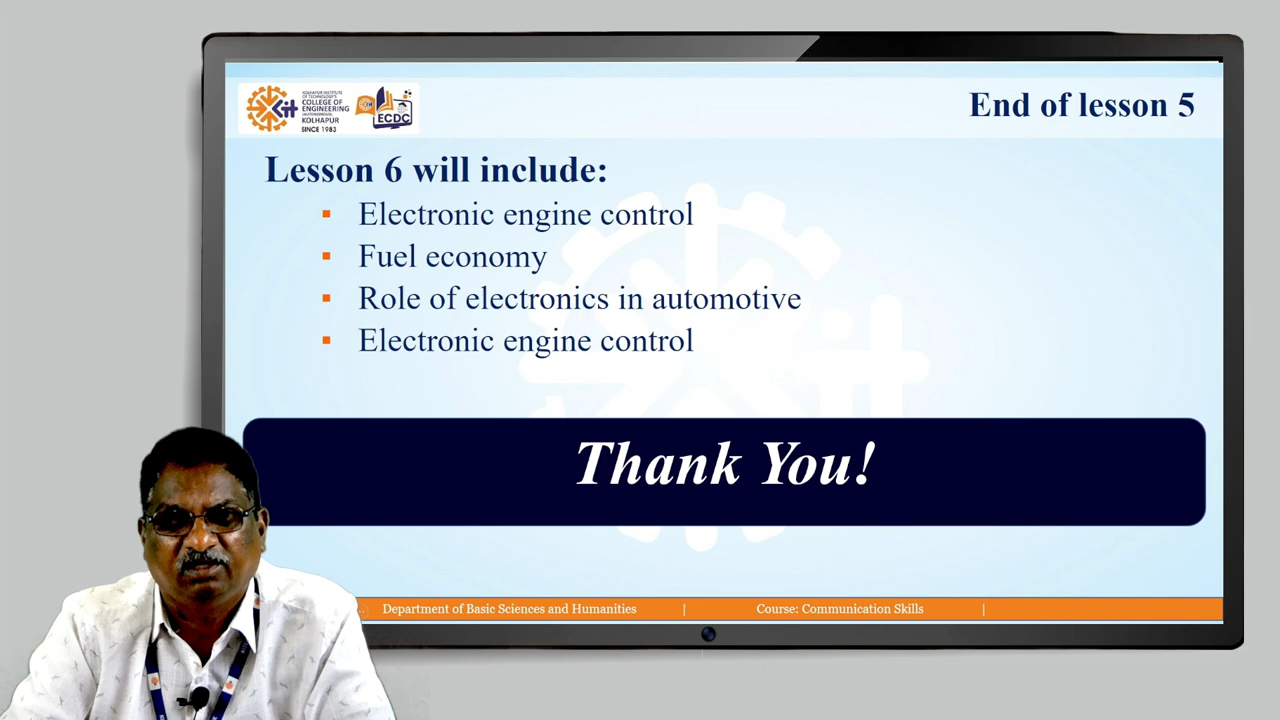 KOLHAPUR INSTITUTE
OF TECHNOLOGY'S
COLLEGE OF
ENGINEERING
(AUTONOMOUS),
KOLHAPUR
SINCE 1983
ECDC
End of lesson 5
Lesson 6 will include:
▪ Electronic engine control
▪ Fuel economy
▪ Role of electronics in automotive
▪ Electronic engine control
Thank You!
Department of Basic Sciences and Humanities | Course: Communication Skills |